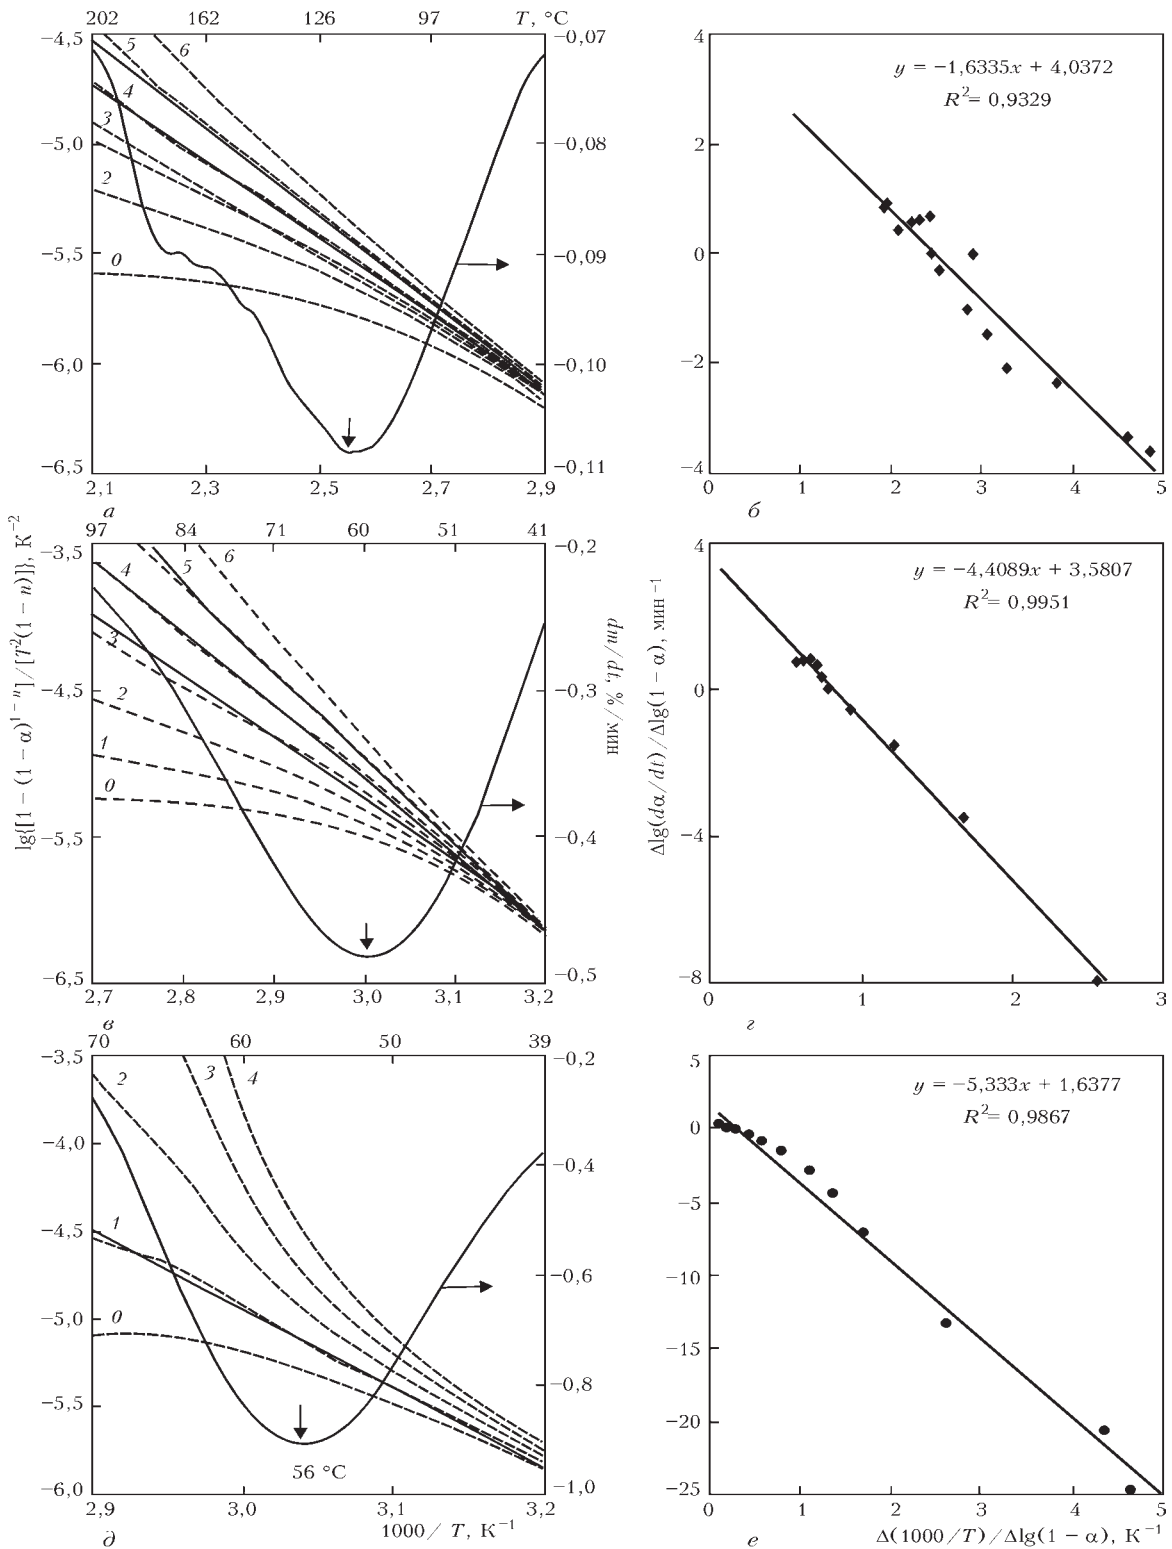 202 162 126 97 T, °C
−4,5 −5,0 −5,5 −6,0 −6,5
−0,07 −0,08 −0,09 −0,10 −0,11
5 6 4 3 2 0
2,1 2,3 2,5 2,7 2,9
а
4 2 0 −2 −4
y = −1,6335x + 4,0372
R²= 0,9329
0 1 2 3 4 5
б
lg{[1 − (1 − α)¹⁻ⁿ]/[T²(1 − n)]}, К⁻²
97 84 71 60 51 41
−3,5 −4,5 −5,5 −6,5
−0,2 −0,3 −0,4 −0,5
6 5 4 3 2 1 0
dm/dt, %/мин
2,7 2,8 2,9 3,0 3,1 3,2
в
Δlg(dα/dt)/Δlg(1 − α), мин⁻¹
4 0 −4 −8
y = −4,4089x + 3,5807
R²= 0,9951
0 1 2 3
г
70 60 50 39
−3,5 −4,0 −4,5 −5,0 −5,5 −6,0
−0,2 −0,4 −0,6 −0,8 −1,0
2 3 4 1 0
56 °C
2,9 3,0 3,1 3,2
1000/T, К⁻¹
д
5 0 −5 −10 −15 −20 −25
y = −5,333x + 1,6377
R²= 0,9867
0 1 2 3 4 5
Δ(1000/T)/Δlg(1 − α), К⁻¹
е